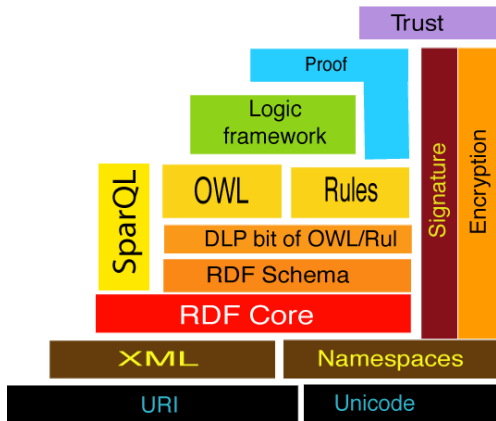 Trust
Proof
Logic
framework
SparQL
OWL
Rules
Signature
Encryption
DLP bit of OWL/Rul
RDF Schema
RDF Core
XML
Namespaces
URI
Unicode